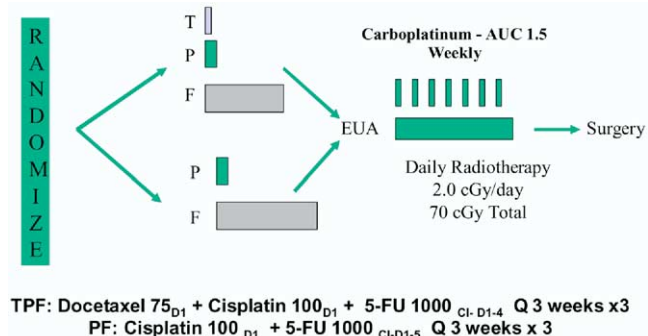 RANDOMIZE
T
P
F
P
F
EUA
Carboplatinum - AUC 1.5
Weekly
Surgery
Daily Radiotherapy
2.0 cGy/day
70 cGy Total
TPF: Docetaxel 75D1 + Cisplatin 100D1 + 5-FU 1000 CI- D1-4 Q 3 weeks x3
PF: Cisplatin 100 D1 + 5-FU 1000 CI-D1-5 Q 3 weeks x 3